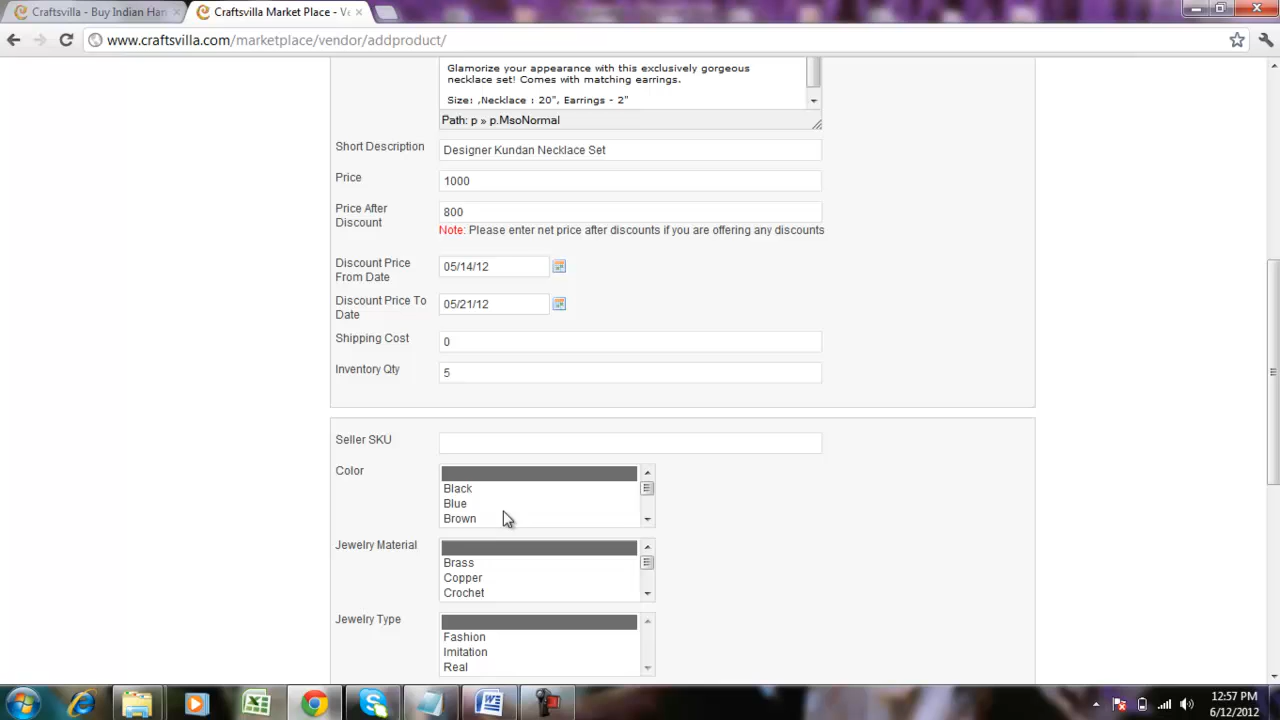 Craftsvilla - Buy Indian Han
Craftsvilla Market Place - Ve
www.craftsvilla.com/marketplace/vendor/addproduct/
Glamorize your appearance with this exclusively gorgeous
necklace set! Comes with matching earrings.
Size: ,Necklace : 20", Earrings - 2"
Path: p » p.MsoNormal
Short Description
Designer Kundan Necklace Set
Price
1000
Price After
Discount
800
Note: Please enter net price after discounts if you are offering any discounts
Discount Price
From Date
05/14/12
Discount Price To
Date
05/21/12
Shipping Cost
0
Inventory Qty
5
Seller SKU
Color
Black
Blue
Brown
Jewelry Material
Brass
Copper
Crochet
Jewelry Type
Fashion
Imitation
Real
12:57 PM
6/12/2012